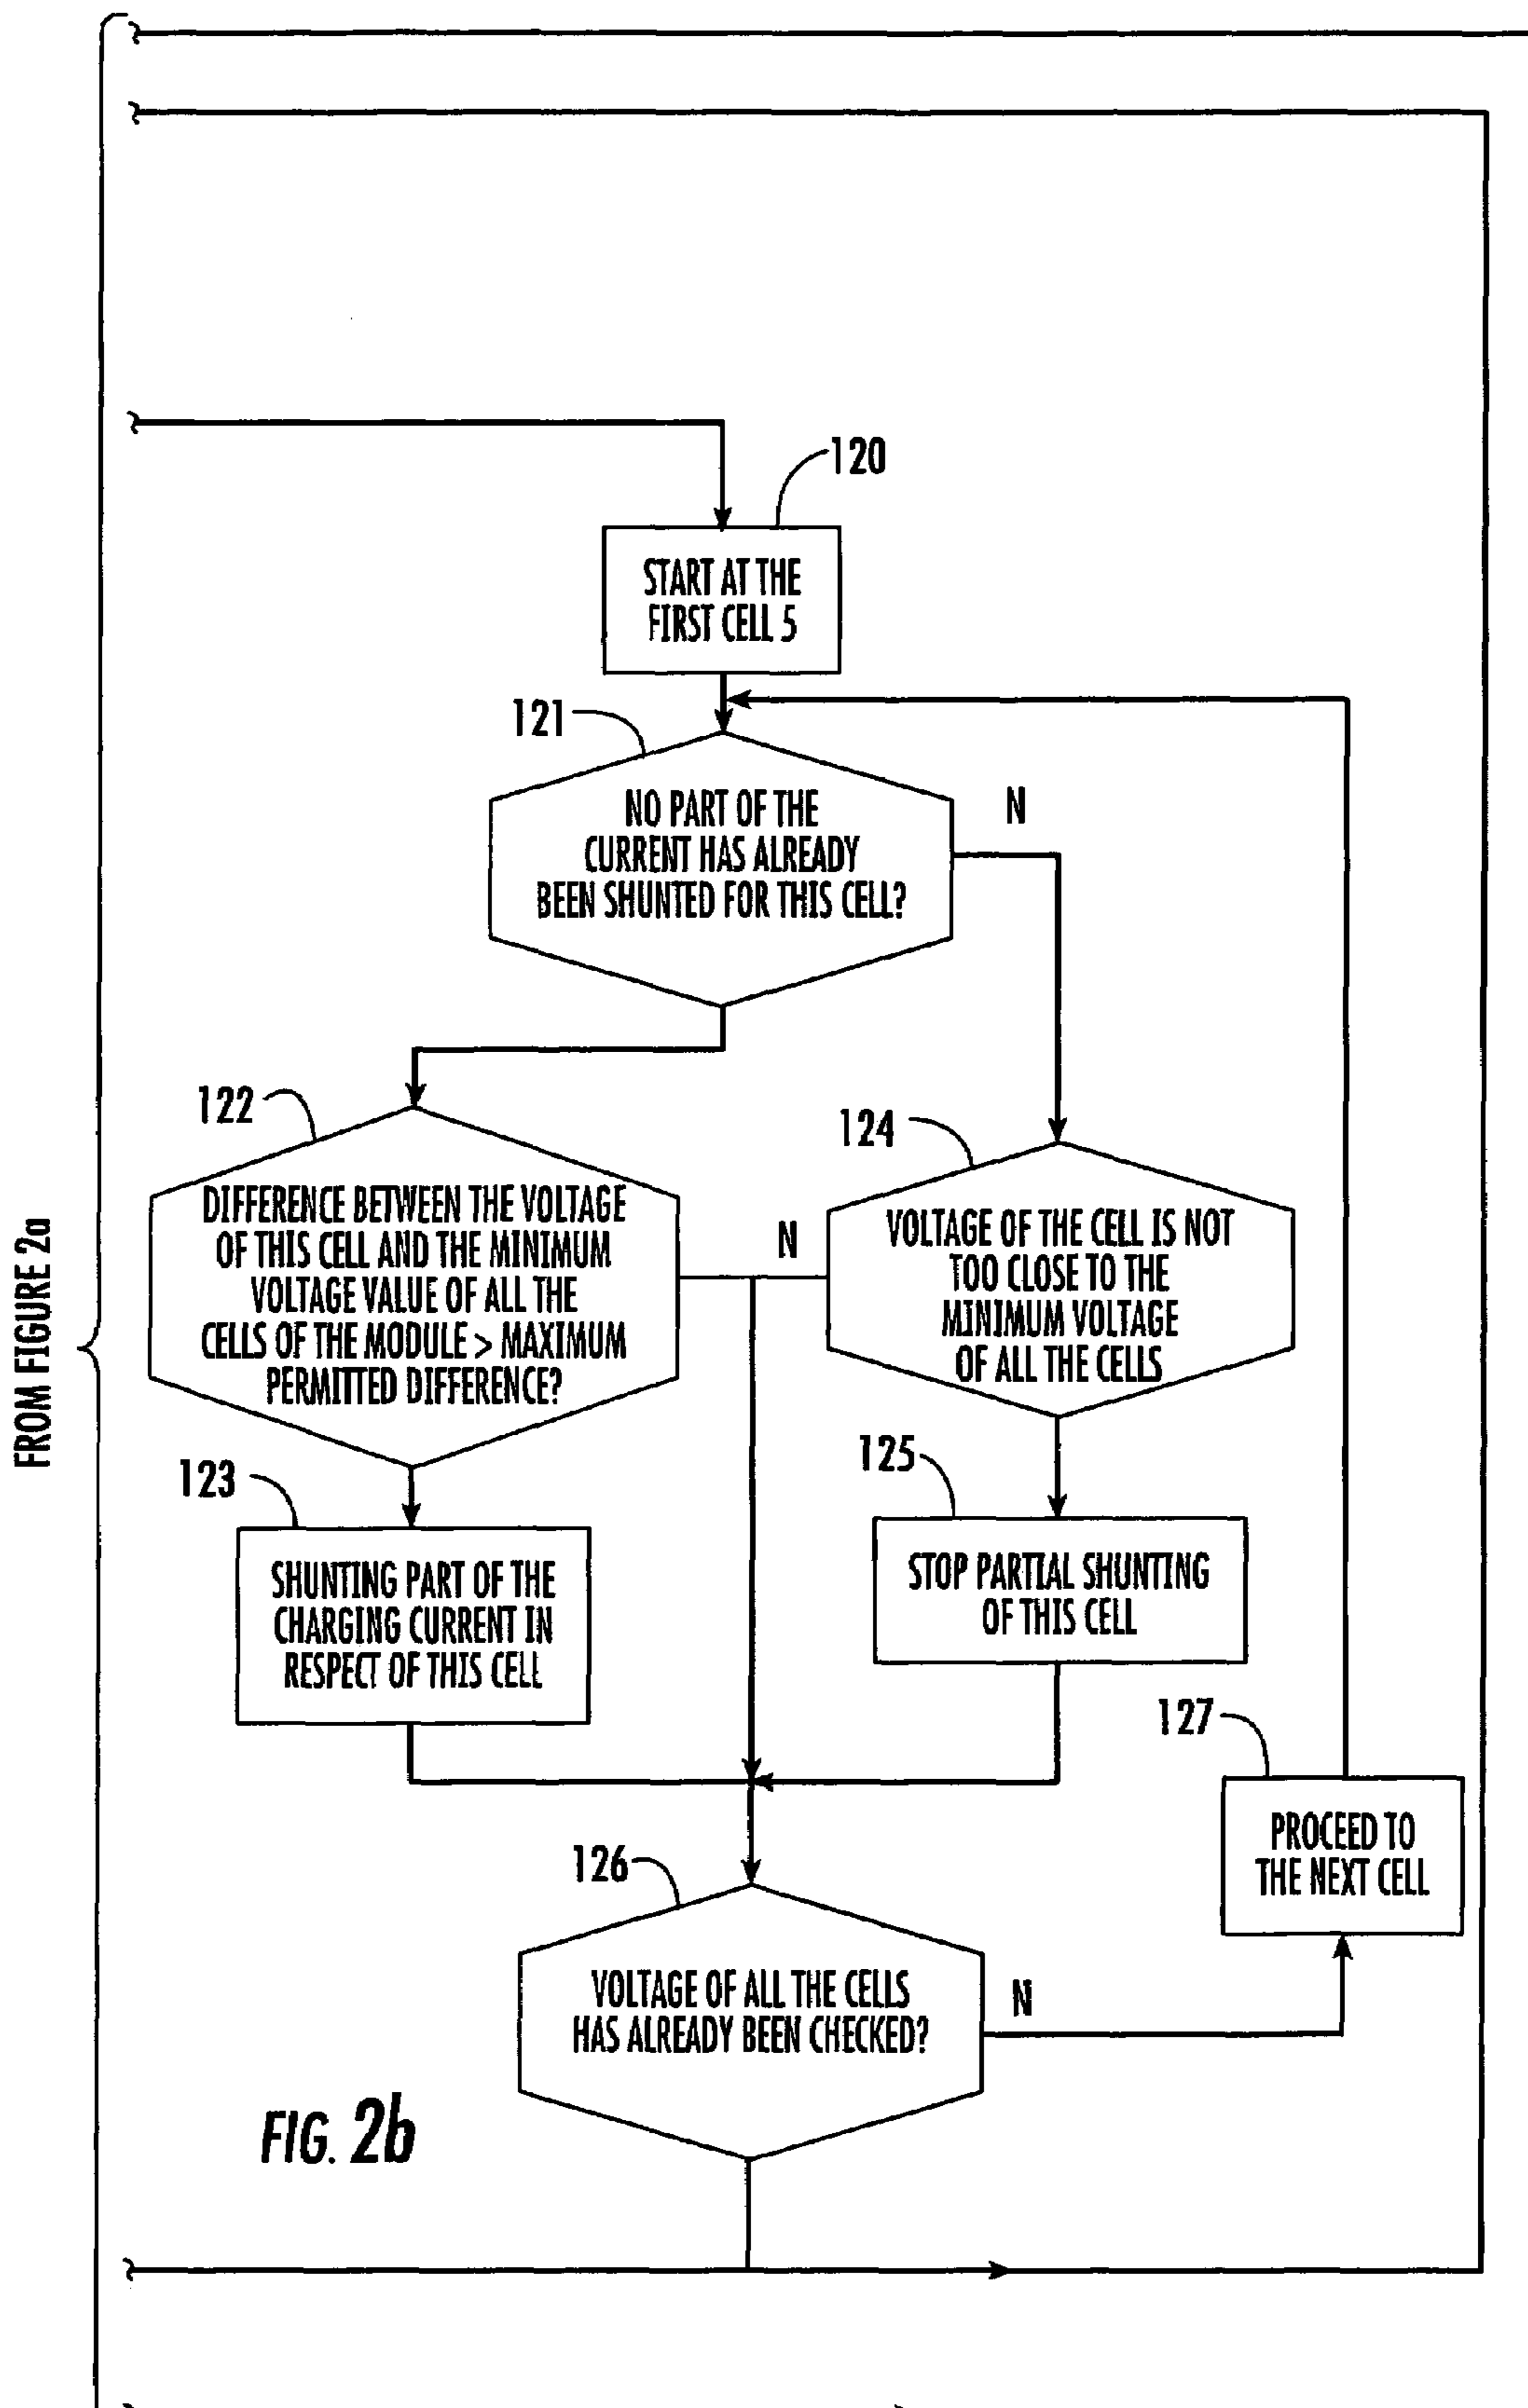 120
START AT THE
FIRST CELL 5
121
NO PART OF THE
CURRENT HAS ALREADY
BEEN SHUNTED FOR THIS CELL?
N
122
DIFFERENCE BETWEEN THE VOLTAGE
OF THIS CELL AND THE MINIMUM
VOLTAGE VALUE OF ALL THE
CELLS OF THE MODULE > MAXIMUM
PERMITTED DIFFERENCE?
N
124
VOLTAGE OF THE CELL IS NOT
TOO CLOSE TO THE
MINIMUM VOLTAGE
OF ALL THE CELLS
FROM FIGURE 2a
123
SHUNTING PART OF THE
CHARGING CURRENT IN
RESPECT OF THIS CELL
125
STOP PARTIAL SHUNTING
OF THIS CELL
127
PROCEED TO
THE NEXT CELL
126
VOLTAGE OF ALL THE CELLS
HAS ALREADY BEEN CHECKED?
N
FIG. 2b